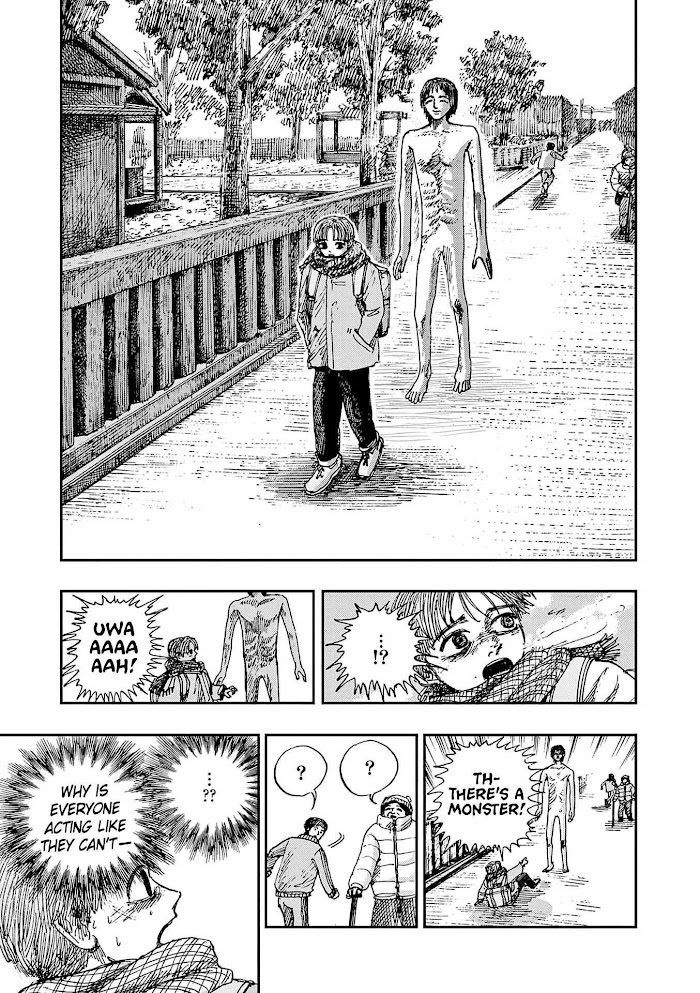 ⋮
!?
UWA
AAAA
AAH!
TH-
THERE'S A
MONSTER!
?
?
⋮
??
WHY IS
EVERYONE
ACTING LIKE
THEY CAN'T—